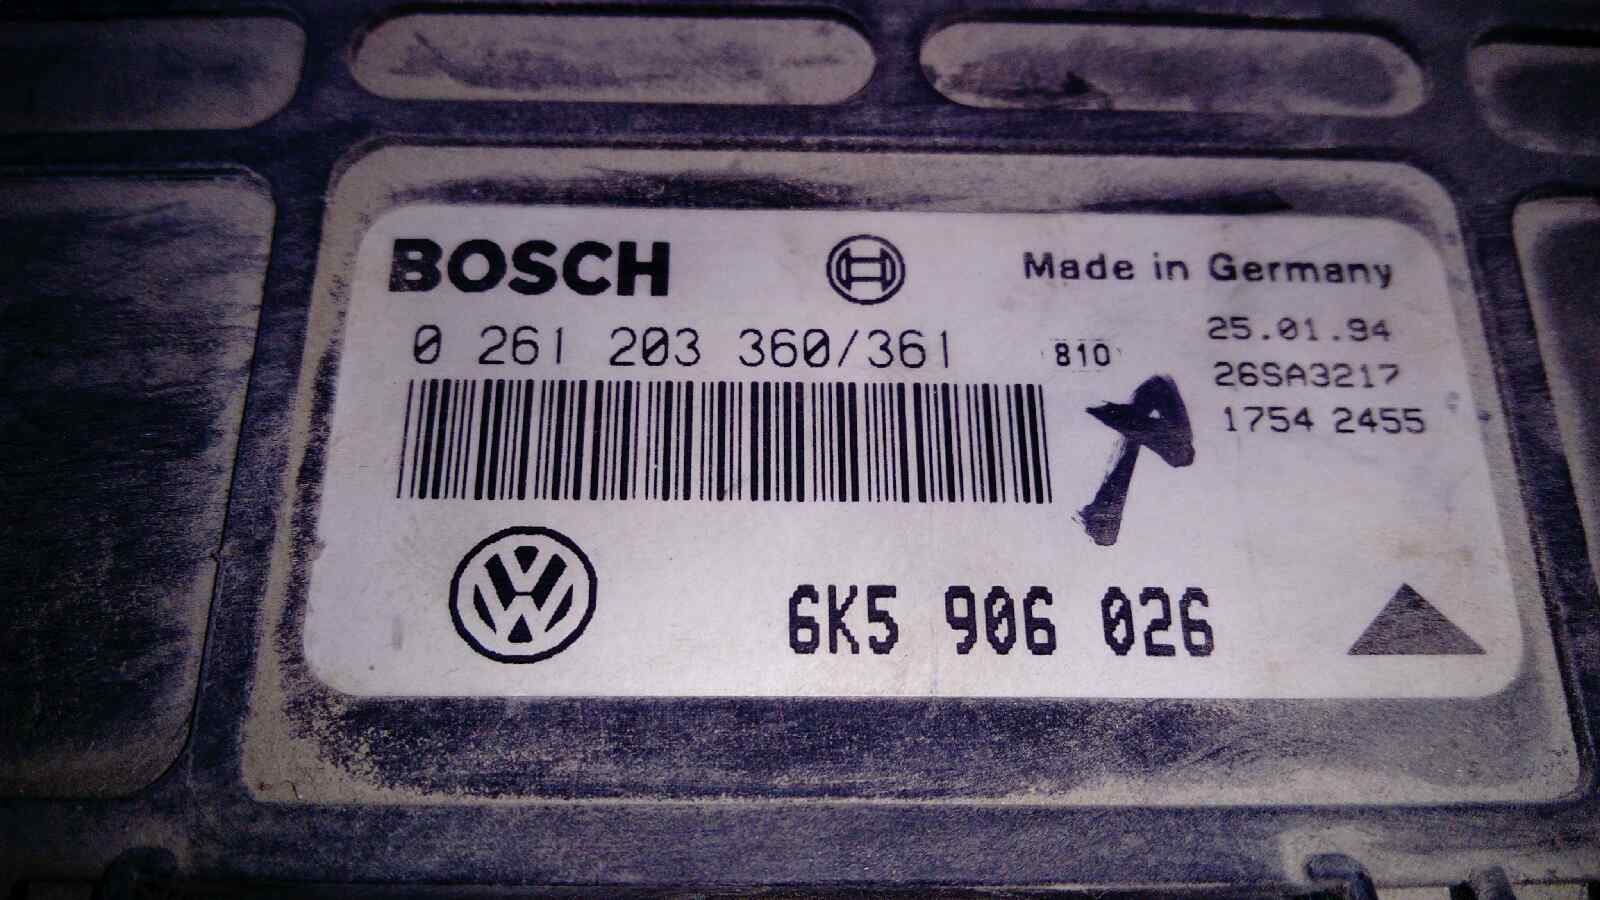 BOSCH
Made in Germany
0 261 203 360/361
810
25.01.94
26SA3217
1754 2455
6K5 906 026